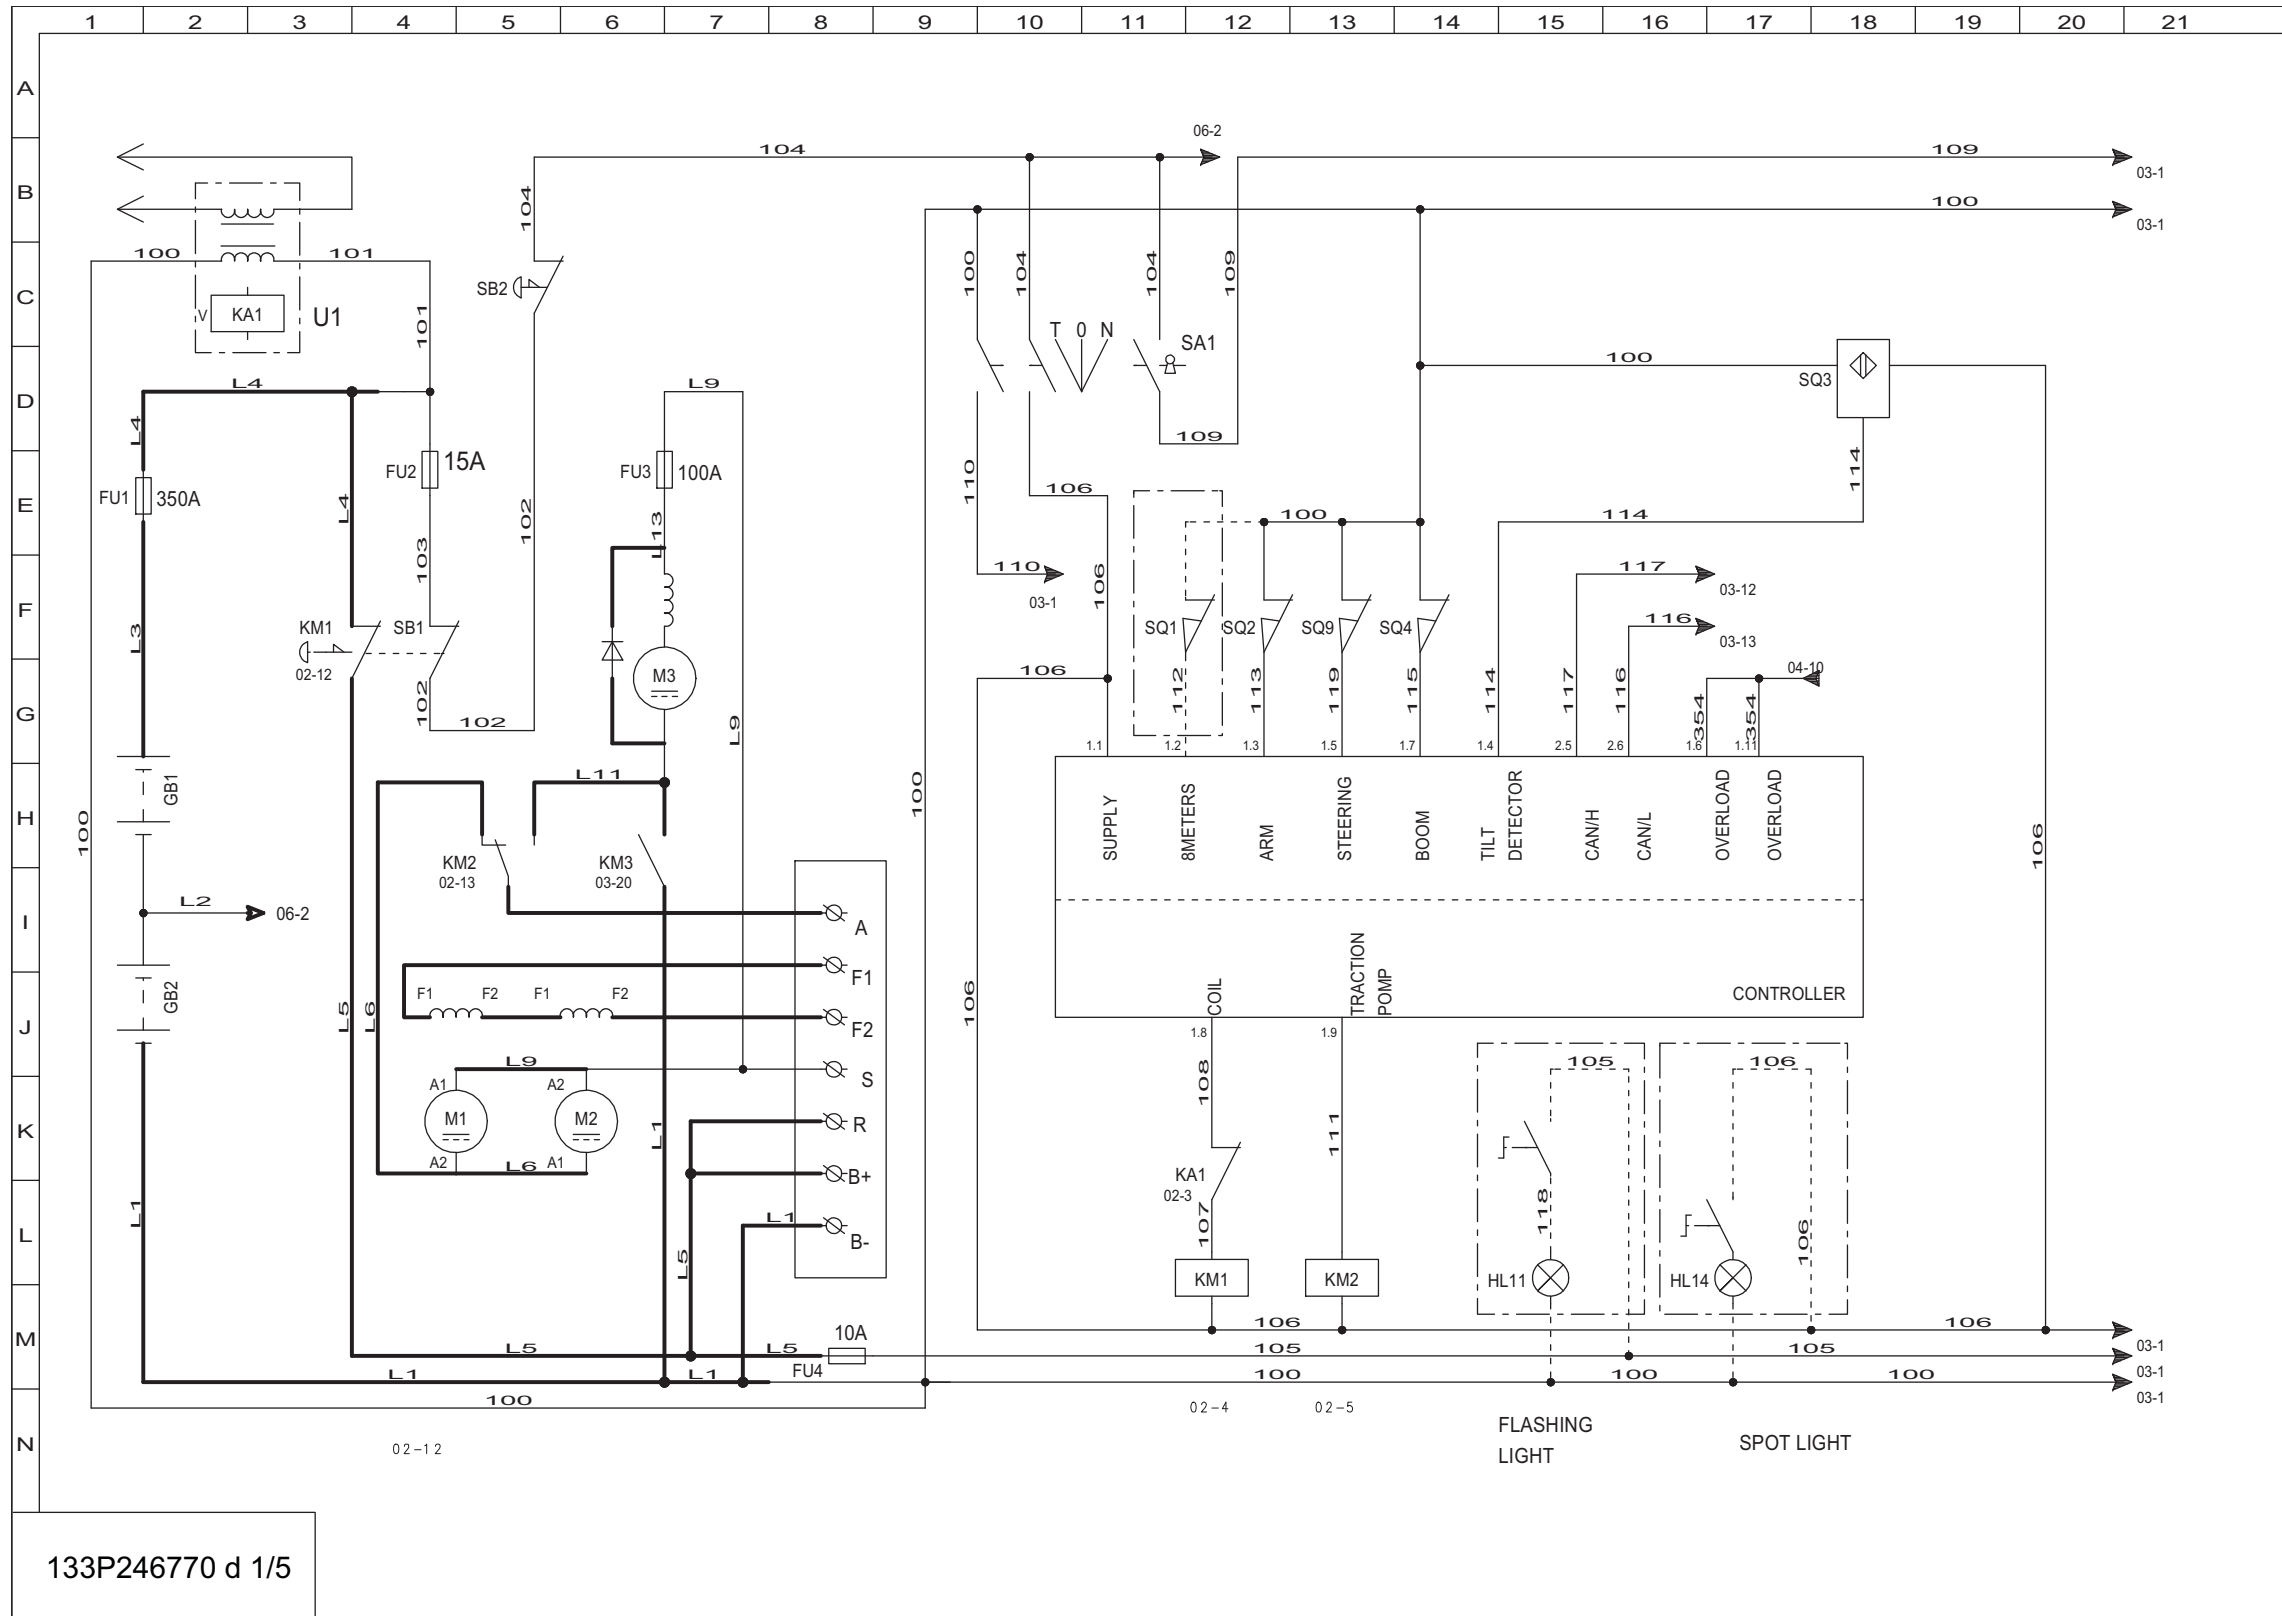 1 2 3 4 5 6 7 8 9 10 11 12 13 14 15 16 17 18 19 20 21
A
B
C
D
E
F
G
H
I
J
K
L
M
N
06-2
104
109
03-1
104
100
03-1
100
101
100
104
104
109
SB2
101
V
KA1
U1
T 0 N
SA1
100
SQ3
L4
L9
L4
109
FU2
15A
FU3
100A
110
106
114
FU1
350A
L4
102
L13
100
114
103
110
03-1
106
117
03-12
116
03-13
L3
KM1
02-12
SB1
SQ1
SQ2
SQ9
SQ4
M3
106
04-10
102
102
L9
112
113
119
115
114
117
116
354
354
1.1
1.2
1.3
1.5
1.7
1.4
2.5
2.6
1.6
1.11
L11
GB1
100
100
106
SUPPLY
8METERS
ARM
STEERING
BOOM
TILT
DETECTOR
CAN/H
CAN/L
OVERLOAD
OVERLOAD
KM2
02-13
KM3
03-20
L2
06-2
A
F1
F2
S
R
B+
B-
GB2
L5
L6
F1
F2
F1
F2
106
COIL
TRACTION
POMP
CONTROLLER
1.8
1.9
L9
A1
A2
M1
M2
A2
A1
L6
L1
108
111
105
106
KA1
02-3
107
118
106
L1
L1
L5
KM1
KM2
HL11
HL14
106
106
10A
03-1
L5
L5
FU4
105
105
03-1
L1
L1
100
100
100
03-1
100
02-4
02-5
FLASHING
LIGHT
SPOT LIGHT
02-12
133P246770 d 1/5